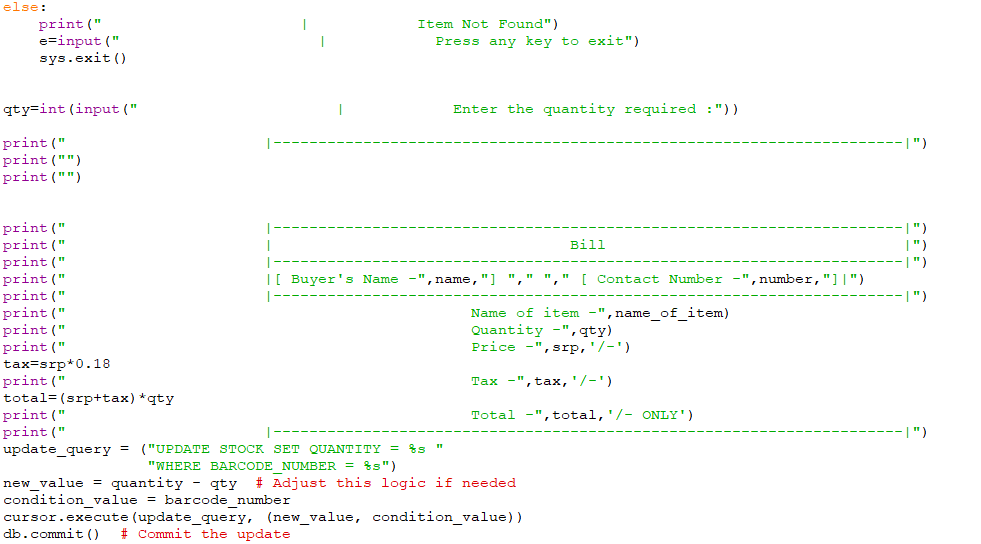 else:
    print("                      |            Item Not Found")
    e=input("                      |            Press any key to exit")
    sys.exit()
qty=int(input("                      |            Enter the quantity required :"))
print("                      |----------------------------------------------------------------------|")
print("")
print("")
print("                      |----------------------------------------------------------------------|")
print("                      |                                 Bill                                 |")
print("                      |----------------------------------------------------------------------|")
print("                      |[ Buyer's Name -",name,"] "," "," [ Contact Number -",number,"]|")
print("                      |----------------------------------------------------------------------|")
print("                                             Name of item -",name_of_item)
print("                                             Quantity -",qty)
print("                                             Price -",srp,'/-')
tax=srp*0.18
print("                                             Tax -",tax,'/-')
total=(srp+tax)*qty
print("                                             Total -",total,'/- ONLY')
print("                      |----------------------------------------------------------------------|")
update_query = ("UPDATE STOCK SET QUANTITY = %s "
                "WHERE BARCODE_NUMBER = %s")
new_value = quantity - qty  # Adjust this logic if needed
condition_value = barcode_number
cursor.execute(update_query, (new_value, condition_value))
db.commit()  # Commit the update